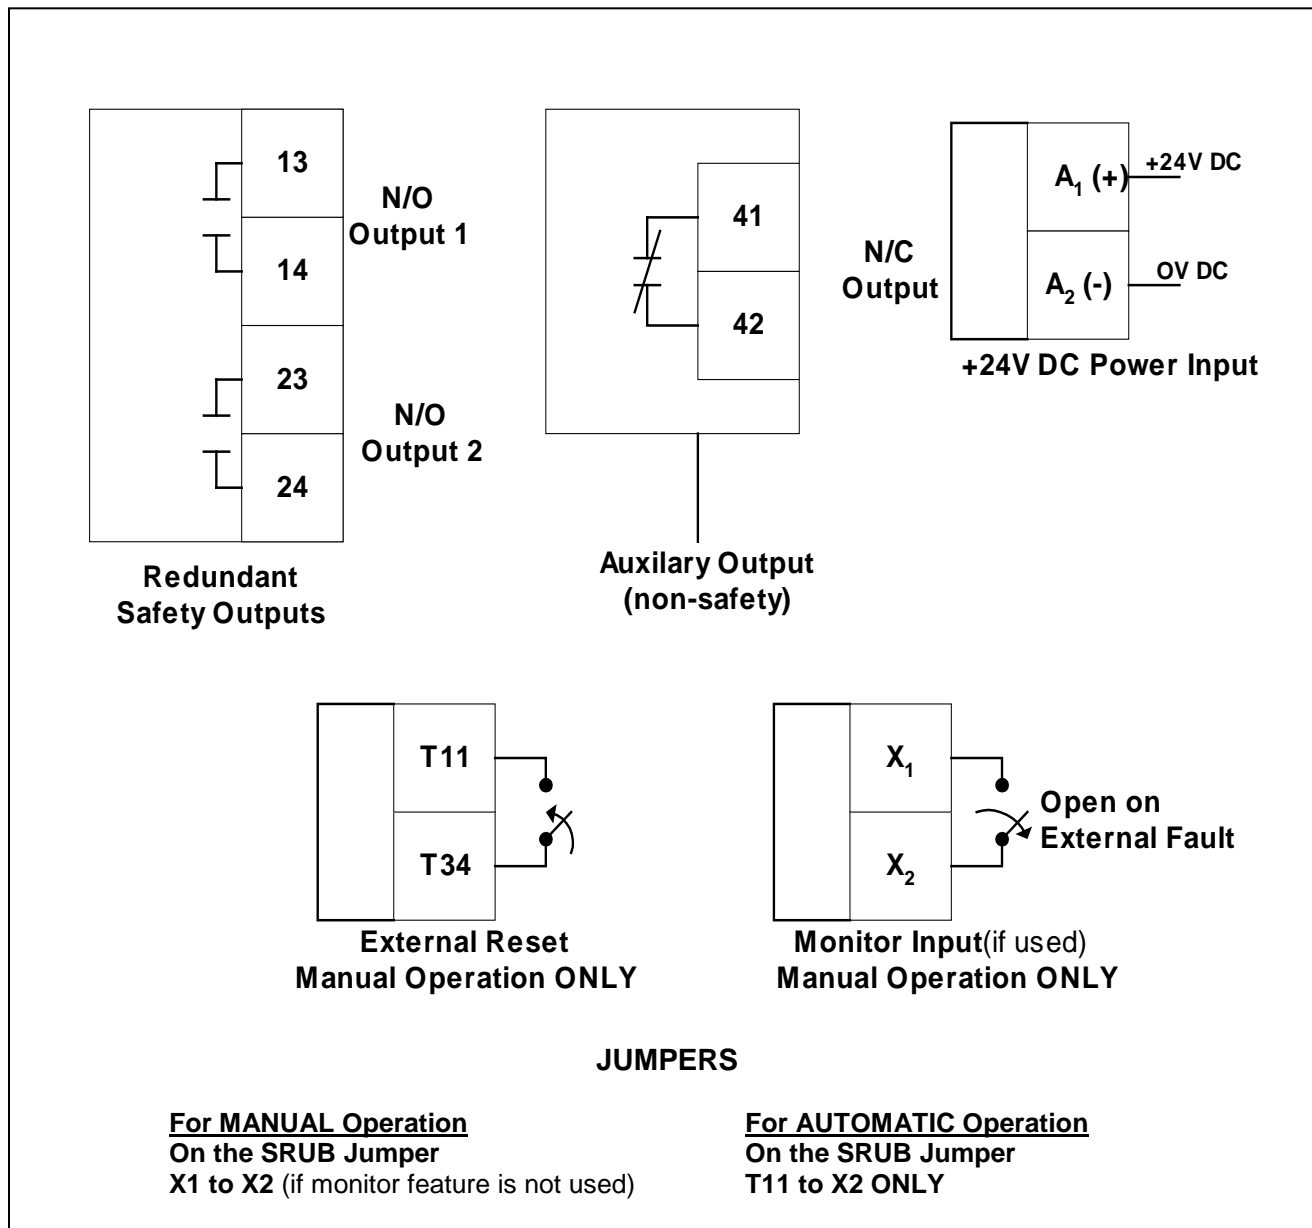 13
14
N/O
Output 1
23
24
N/O
Output 2
Redundant
Safety Outputs
41
42
N/C
Output
Auxilary Output
(non-safety)
A1 (+)
+24V DC
A2 (-)
OV DC
+24V DC Power Input
T11
T34
External Reset
Manual Operation ONLY
X1
X2
Open on
External Fault
Monitor Input(if used)
Manual Operation ONLY
JUMPERS
For MANUAL Operation
On the SRUB Jumper
X1 to X2 (if monitor feature is not used)
For AUTOMATIC Operation
On the SRUB Jumper
T11 to X2 ONLY